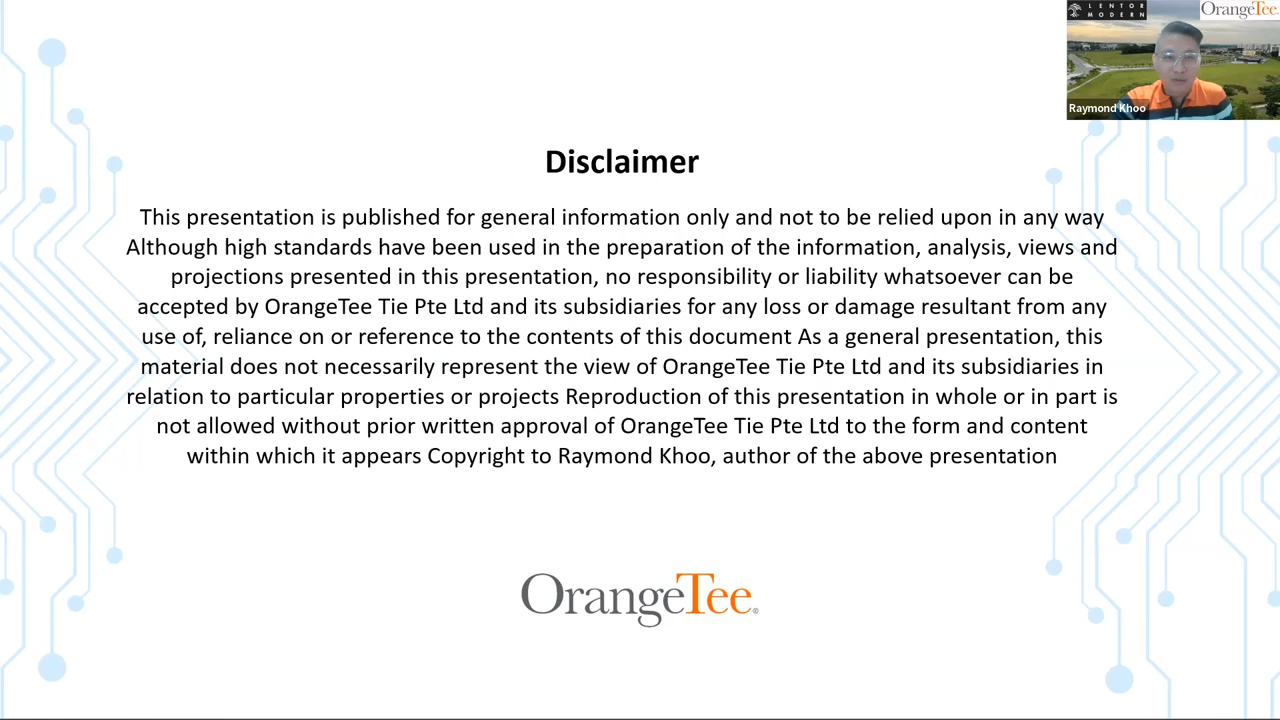 LENTOR
MODERN
OrangeTee
Raymond Khoo
Disclaimer
This presentation is published for general information only and not to be relied upon in any way
Although high standards have been used in the preparation of the information, analysis, views and
projections presented in this presentation, no responsibility or liability whatsoever can be
accepted by OrangeTee Tie Pte Ltd and its subsidiaries for any loss or damage resultant from any
use of, reliance on or reference to the contents of this document As a general presentation, this
material does not necessarily represent the view of OrangeTee Tie Pte Ltd and its subsidiaries in
relation to particular properties or projects Reproduction of this presentation in whole or in part is
not allowed without prior written approval of OrangeTee Tie Pte Ltd to the form and content
within which it appears Copyright to Raymond Khoo, author of the above presentation
OrangeTee®